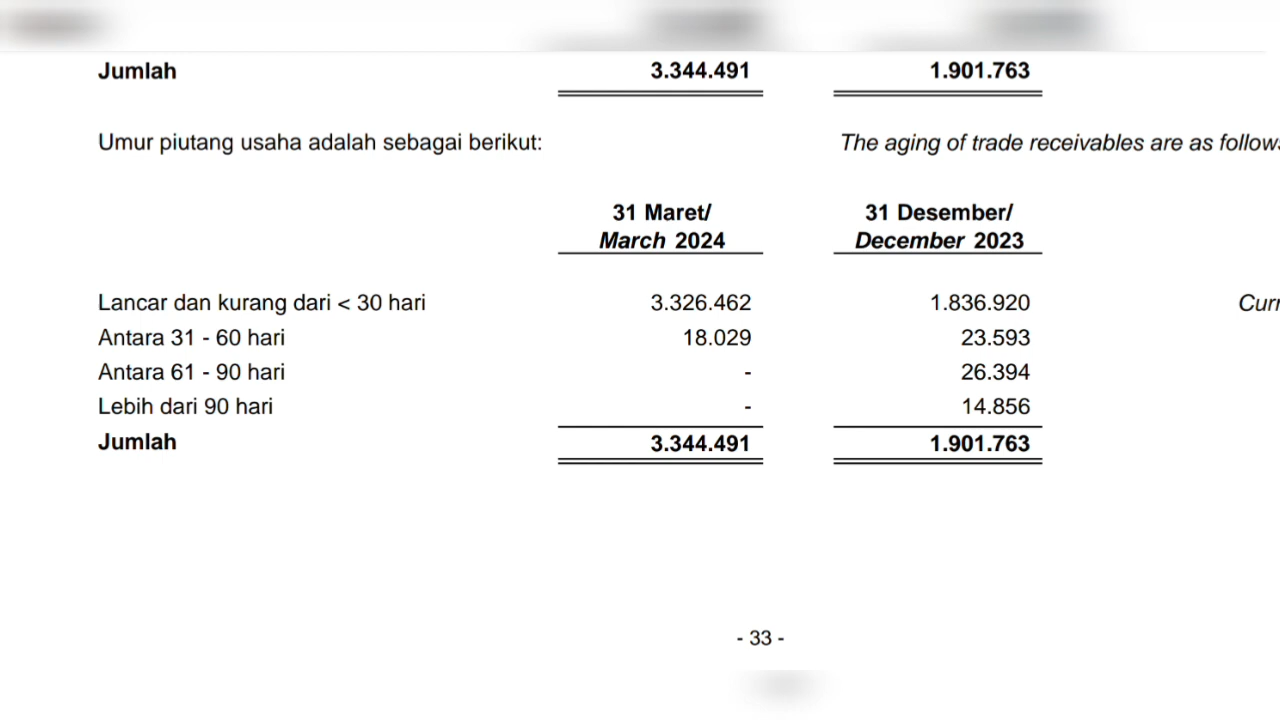 Jumlah 3.344.491 1.901.763
Umur piutang usaha adalah sebagai berikut: The aging of trade receivables are as follows
31 Maret/ 31 Desember/
March 2024 December 2023
Lancar dan kurang dari < 30 hari 3.326.462 1.836.920 Curr
Antara 31 - 60 hari 18.029 23.593
Antara 61 - 90 hari - 26.394
Lebih dari 90 hari - 14.856
Jumlah 3.344.491 1.901.763
- 33 -